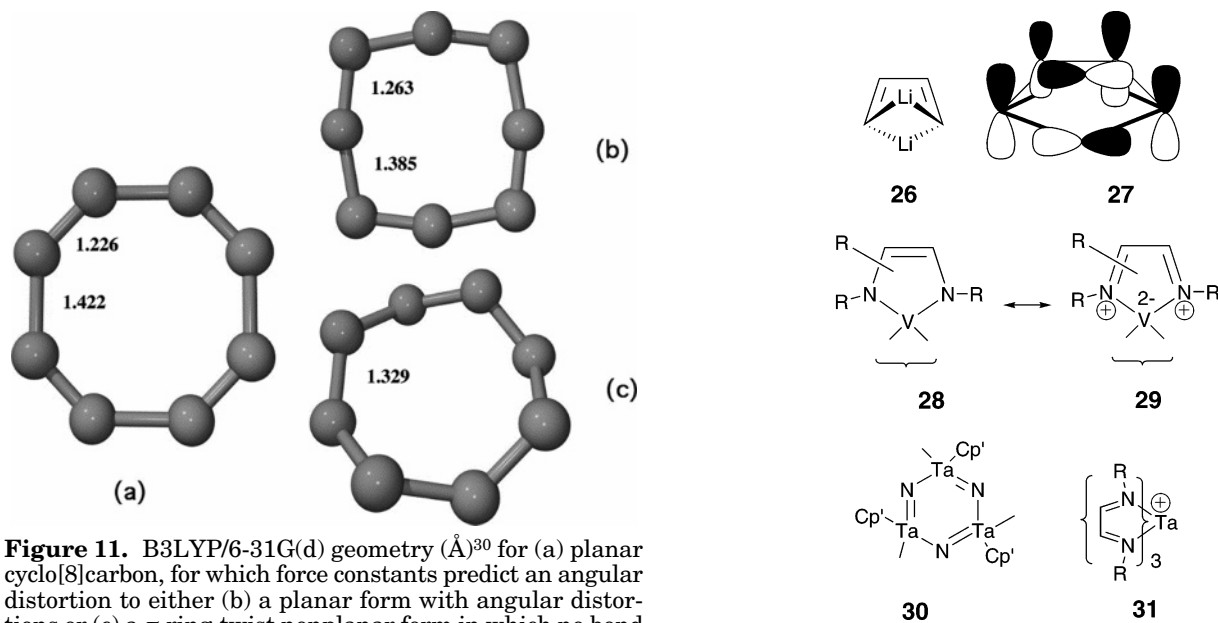 1.226
1.422
(a)
1.263
1.385
(b)
1.329
(c)
Figure 11. B3LYP/6-31G(d) geometry (Å)³⁰ for (a) planar
cyclo[8]carbon, for which force constants predict an angular
distortion to either (b) a planar form with angular distor-
Li
Li
26
27
R
R
N
N
R
V
28
R
R
N
N
R
2-
V
29
Cp'
Ta
N
N
Cp'
Ta
Ta
N
Cp'
30
R
N
Ta
N
R
3
31